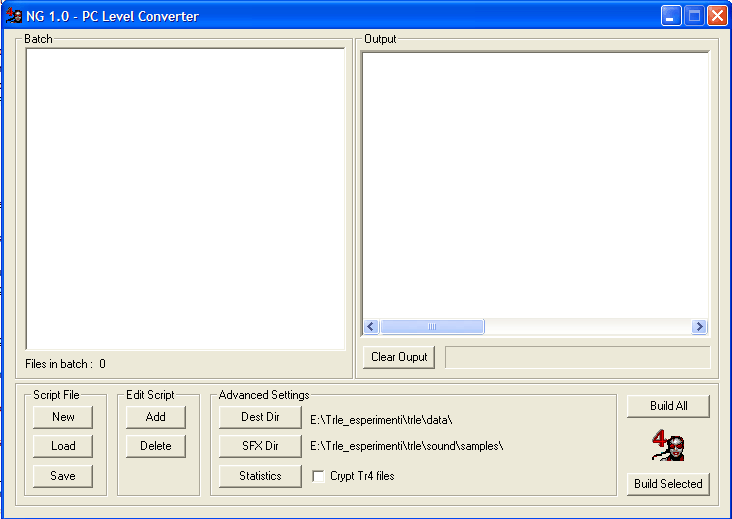 NG 1.0 - PC Level Converter
Batch
Output
Files in batch : 0
Clear Ouput
Script File
Edit Script
Advanced Settings
New
Add
Dest Dir
E:\Trle_esperimenti\trle\data\
Build All
Load
Delete
SFX Dir
E:\Trle_esperimenti\trle\sound\samples\
4
Save
Statistics
Crypt Tr4 files
Build Selected